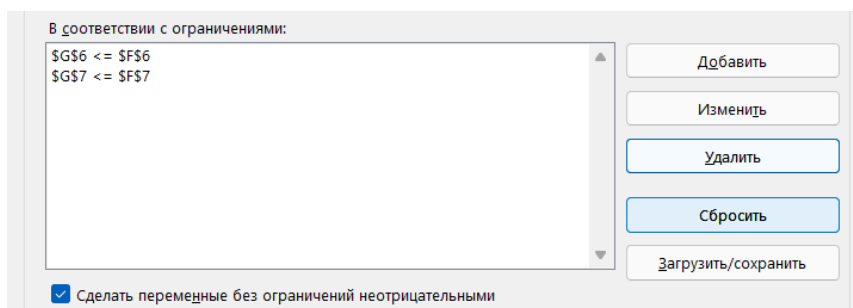 В соответствии с ограничениями:
$G$6 <= $F$6
$G$7 <= $F$7
Добавить
Изменить
Удалить
Сбросить
Загрузить/сохранить
Сделать переменные без ограничений неотрицательными